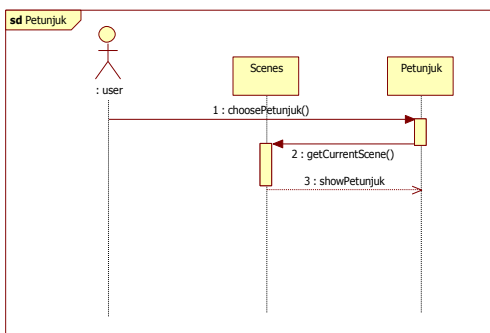 sd Petunjuk
Scenes
Petunjuk
: user
1 : choosePetunjuk()
2 : getCurrentScene()
3 : showPetunjuk